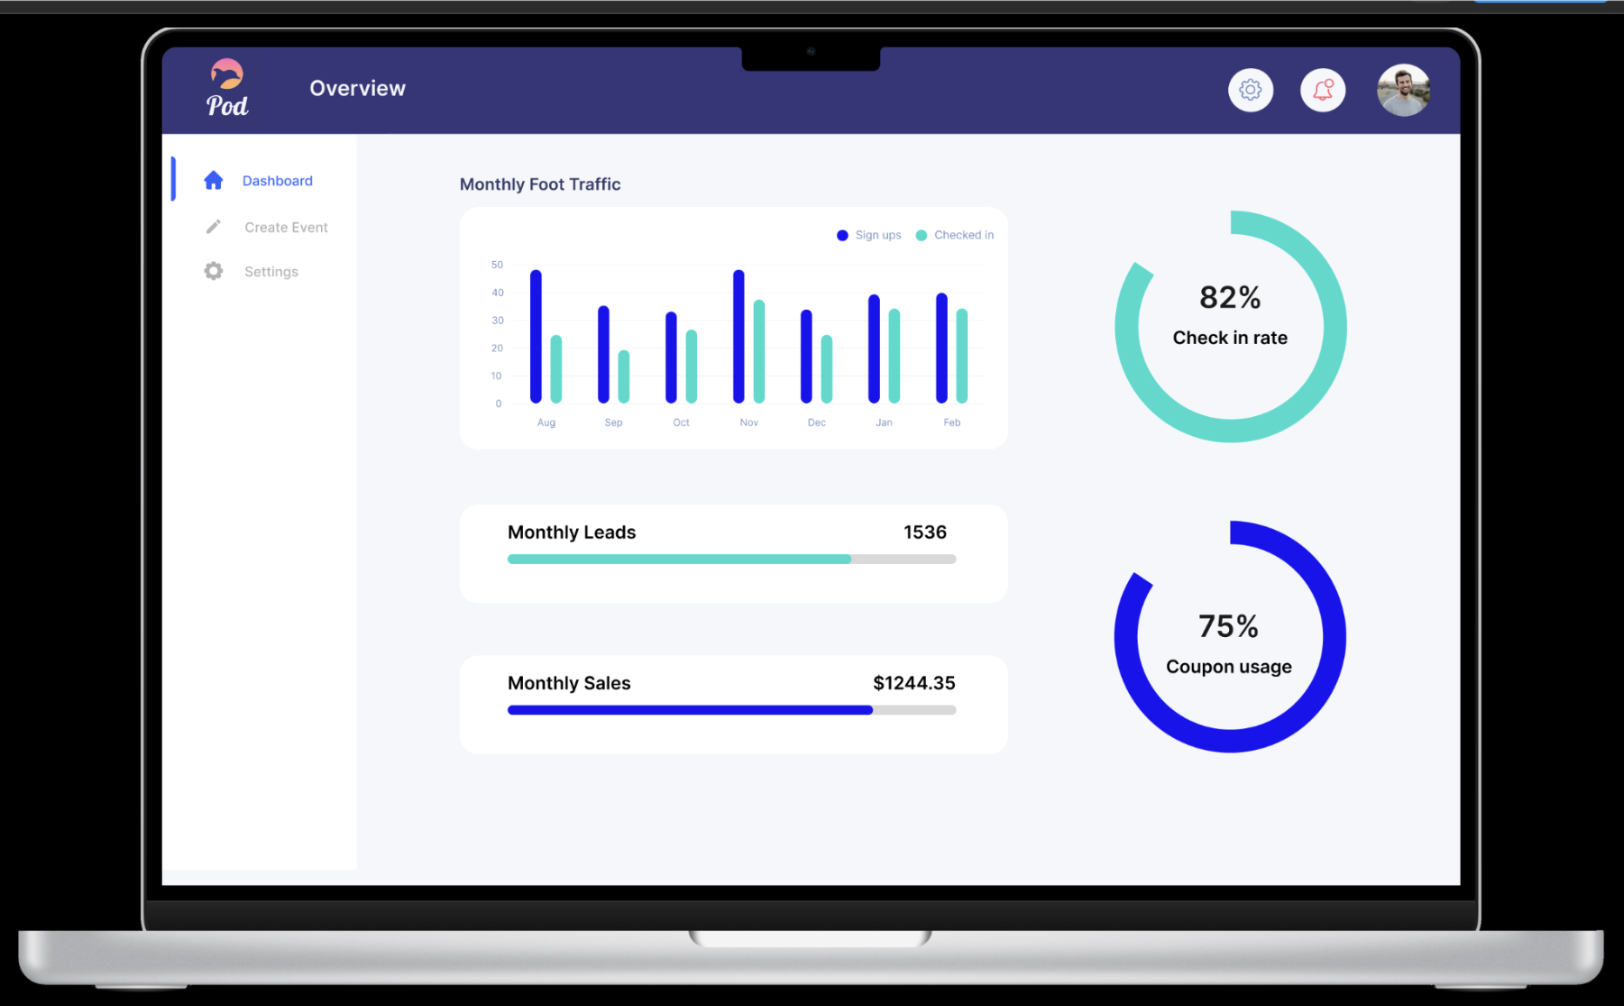 Pod
Overview
Dashboard
Create Event
Settings
Monthly Foot Traffic
Sign ups Checked in
50
40
30
20
10
0
Aug Sep Oct Nov Dec Jan Feb
82%
Check in rate
Monthly Leads 1536
Monthly Sales $1244.35
75%
Coupon usage